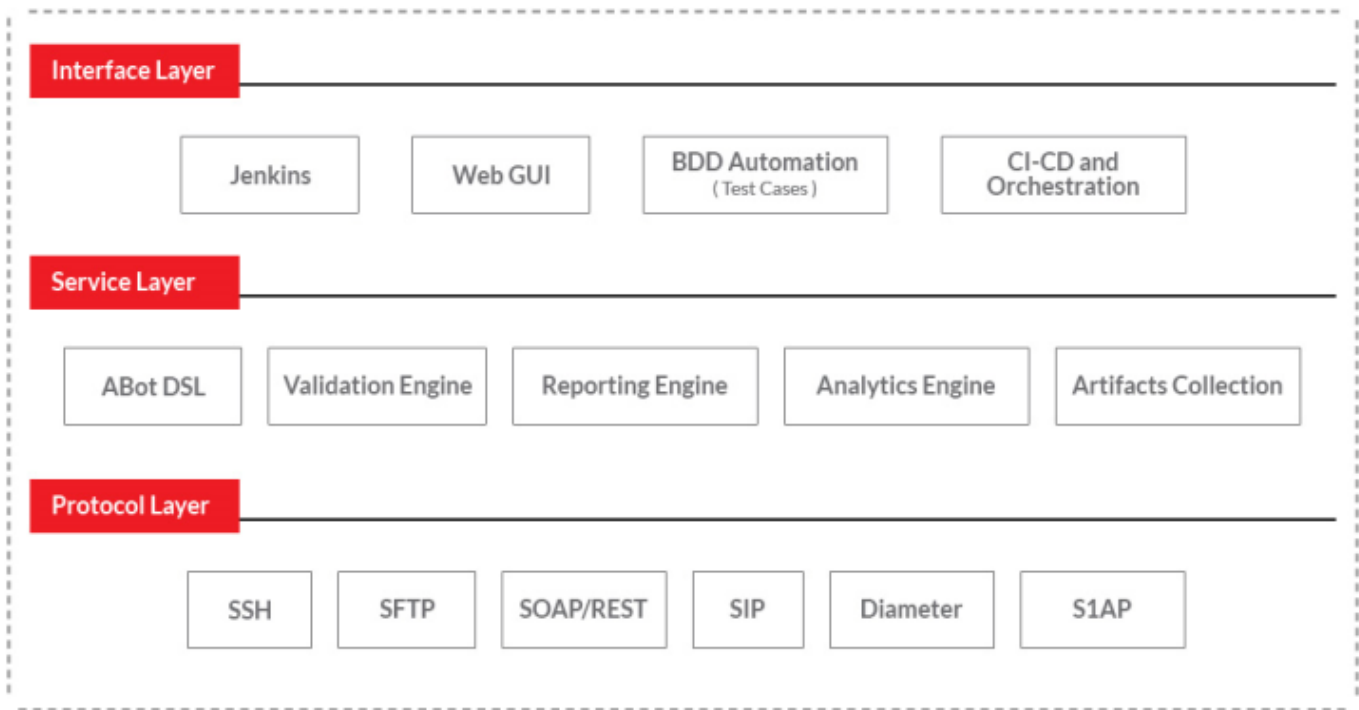 Interface Layer
Jenkins
Web GUI
BDD Automation
( Test Cases )
CI-CD and
Orchestration
Service Layer
ABot DSL
Validation Engine
Reporting Engine
Analytics Engine
Artifacts Collection
Protocol Layer
SSH
SFTP
SOAP/REST
SIP
Diameter
S1AP